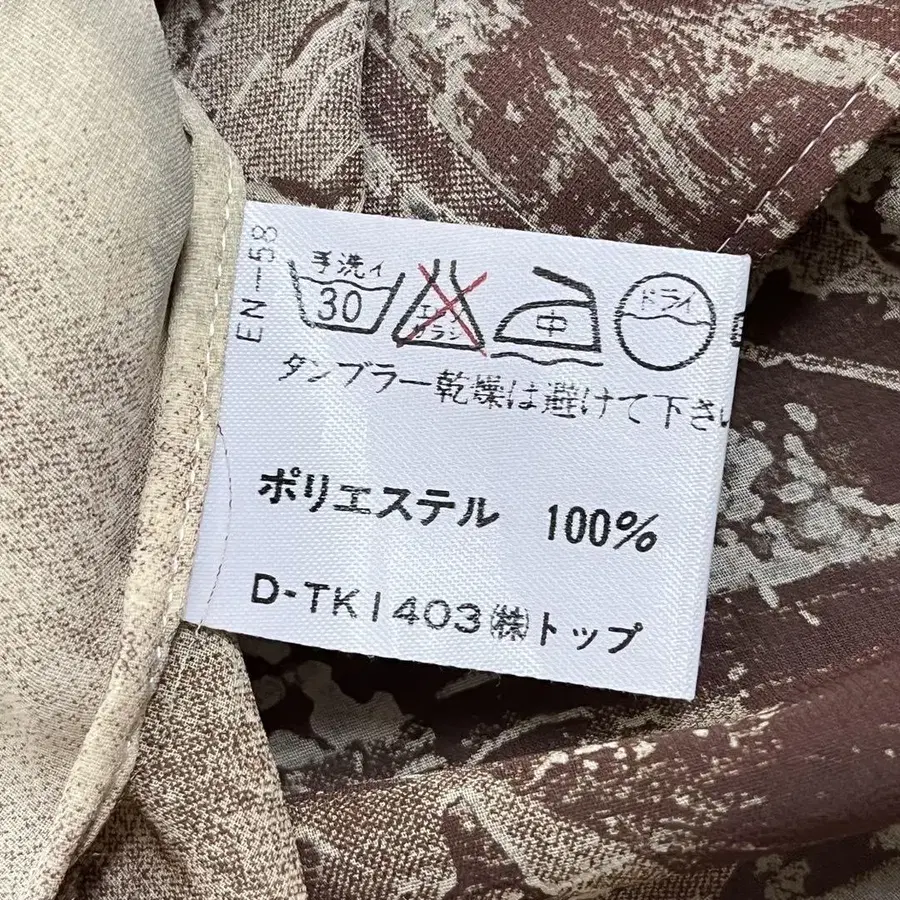 EN-58
手洗イ
30
エンソ
サラシ
中
ドライ
タンブラー乾燥は避けて下さい
ポリエステル 100%
D-TK1403㈱トップ